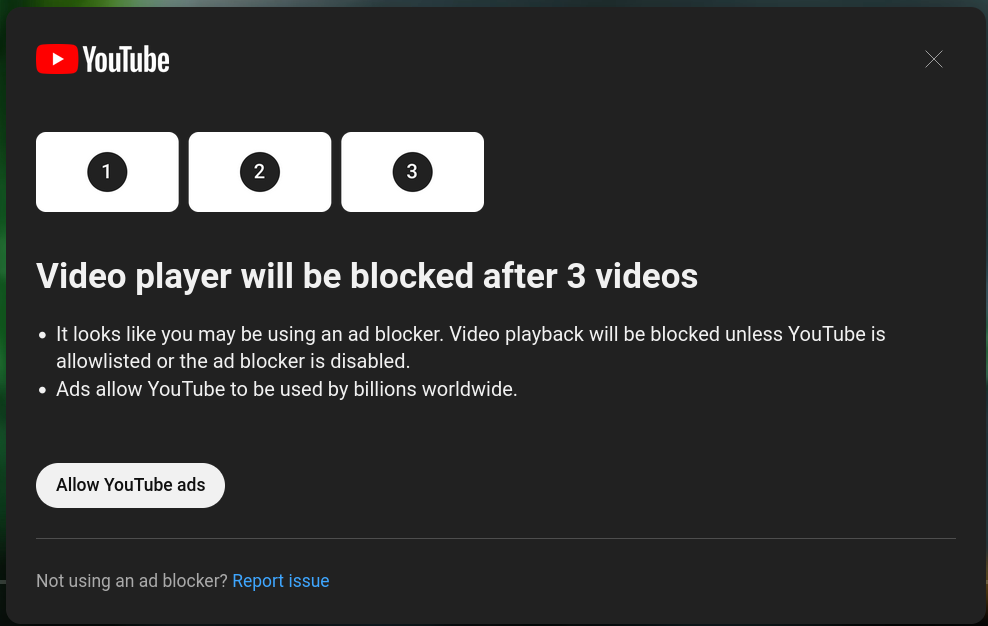 YouTube
1 2 3
Video player will be blocked after 3 videos
It looks like you may be using an ad blocker. Video playback will be blocked unless YouTube is
allowlisted or the ad blocker is disabled.
Ads allow YouTube to be used by billions worldwide.
Allow YouTube ads
Not using an ad blocker? Report issue